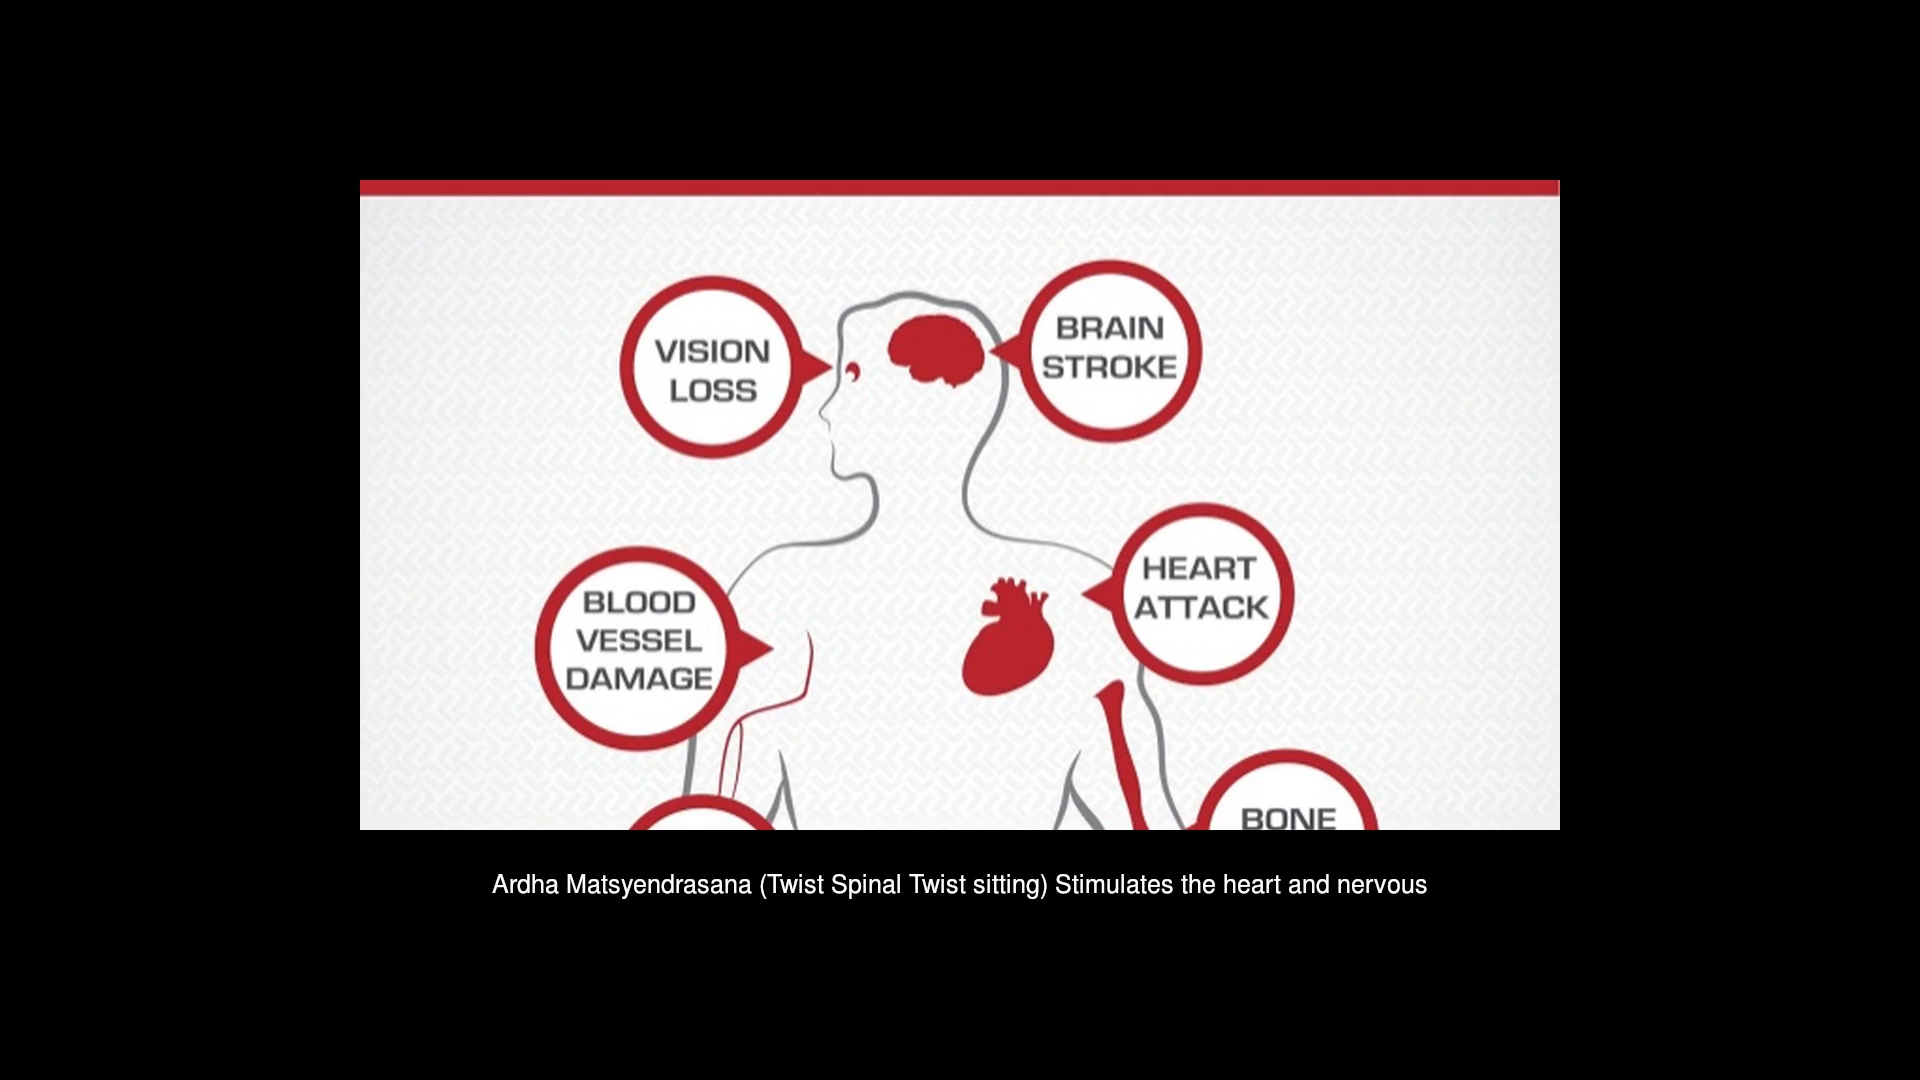 VISION
LOSS
BRAIN
STROKE
HEART
ATTACK
BLOOD
VESSEL
DAMAGE
BONE
Ardha Matsyendrasana (Twist Spinal Twist sitting) Stimulates the heart and nervous